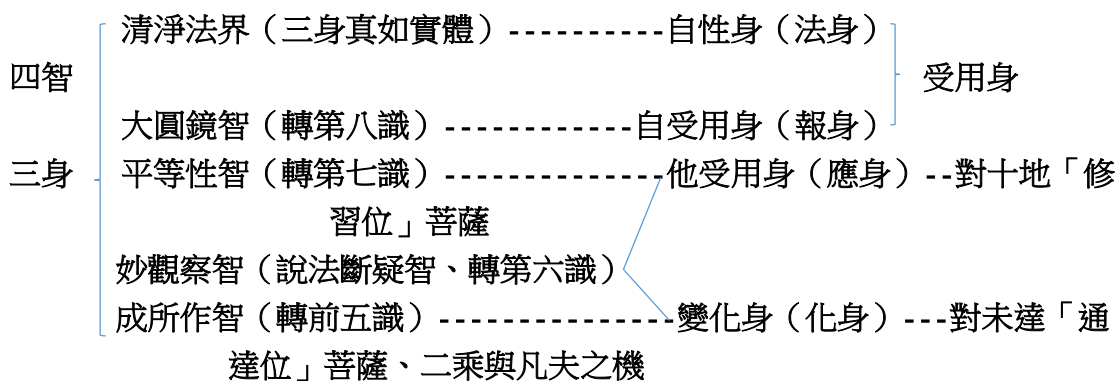 清淨法界（三身真如實體）----------自性身（法身）
四智 受用身
大圓鏡智（轉第八識）------------自受用身（報身）
三身 平等性智（轉第七識）--------------他受用身（應身）--對十地「修
習位」菩薩
妙觀察智（說法斷疑智、轉第六識）
成所作智（轉前五識）---------------變化身（化身）---對未達「通
達位」菩薩、二乘與凡夫之機